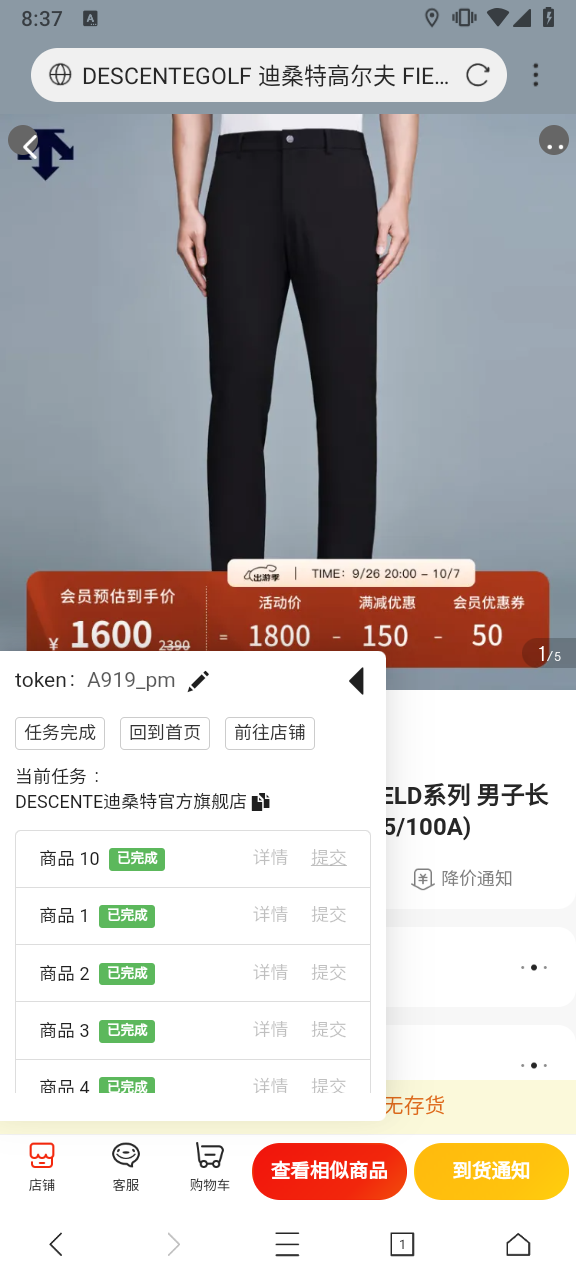 8:37
A
DESCENTEGOLF 迪桑特高尔夫 FIE...
出游季 | TIME: 9/26 20:00 - 10/7
会员预估到手价
活动价 满减优惠 会员优惠券
¥ 1600 2390 = 1800 - 150 - 50
1/5
token: A919_pm
任务完成 回到首页 前往店铺
当前任务：
DESCENTE迪桑特官方旗舰店
ELD系列 男子长
5/100A)
降价通知
商品 10 已完成 详情 提交
商品 1 已完成 详情 提交
商品 2 已完成 详情 提交
商品 3 已完成 详情 提交
商品 4 已完成 详情 提交
无存货
店铺 客服 购物车 查看相似商品 到货通知
1